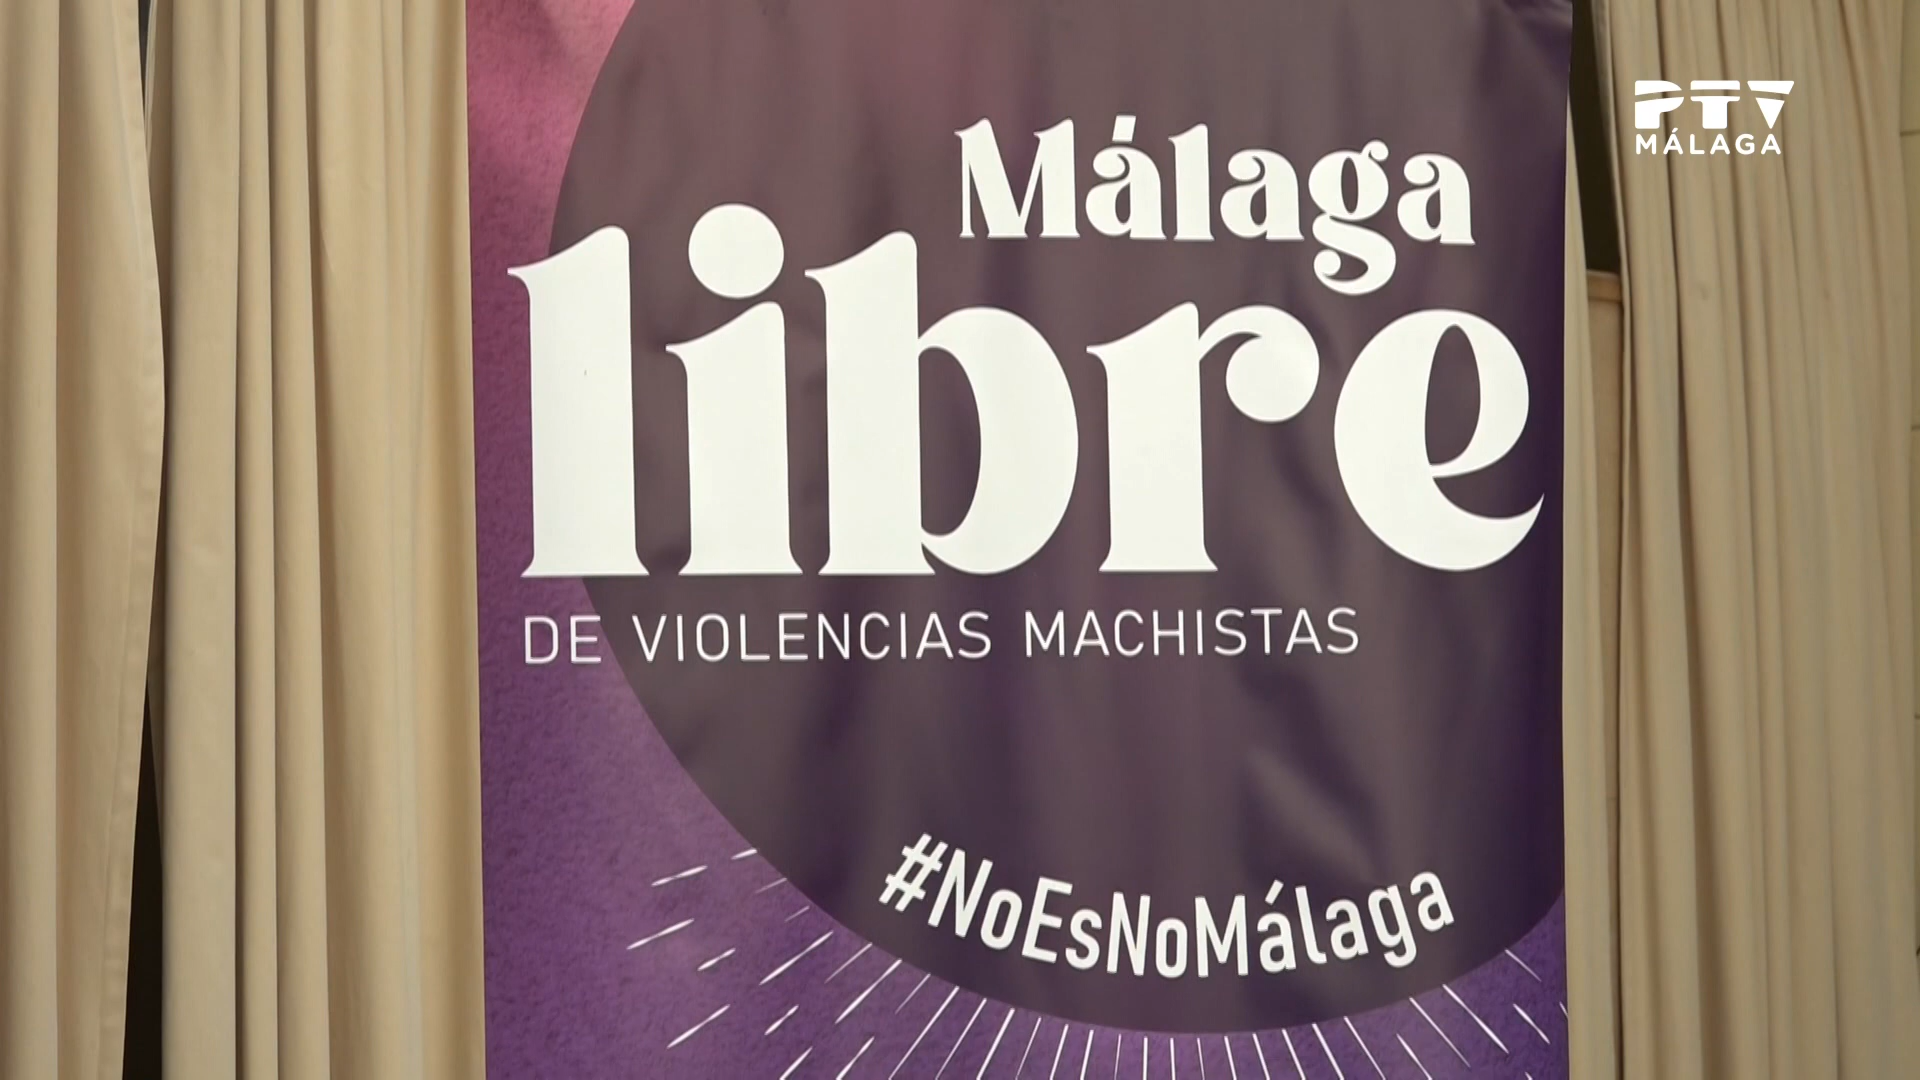 PTV
MÁLAGA
Málaga
libre
DE VIOLENCIAS MACHISTAS
#NoEsNoMálaga